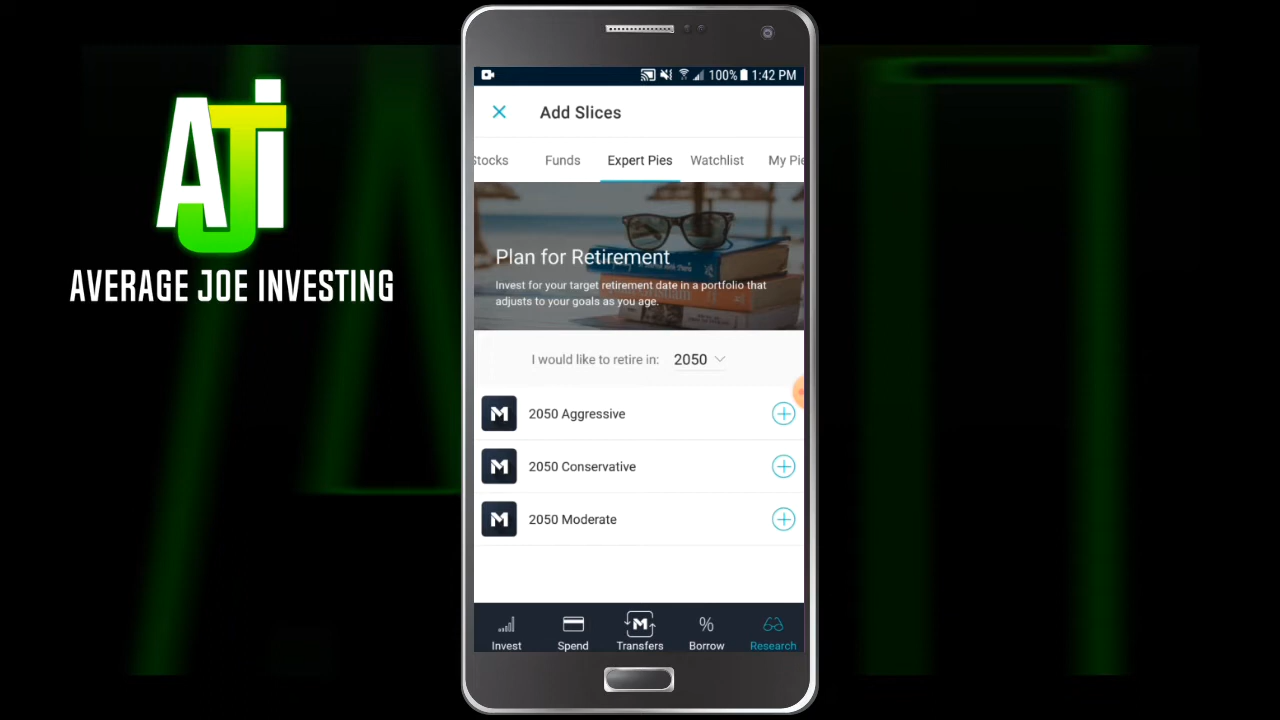 AJI
AVERAGE JOE INVESTING
100% 1:42 PM
Add Slices
Stocks Funds Expert Pies Watchlist My Pie
Plan for Retirement
Invest for your target retirement date in a portfolio that
adjusts to your goals as you age.
I would like to retire in: 2050
M 2050 Aggressive
M 2050 Conservative
M 2050 Moderate
M
%
Invest Spend Transfers Borrow Research